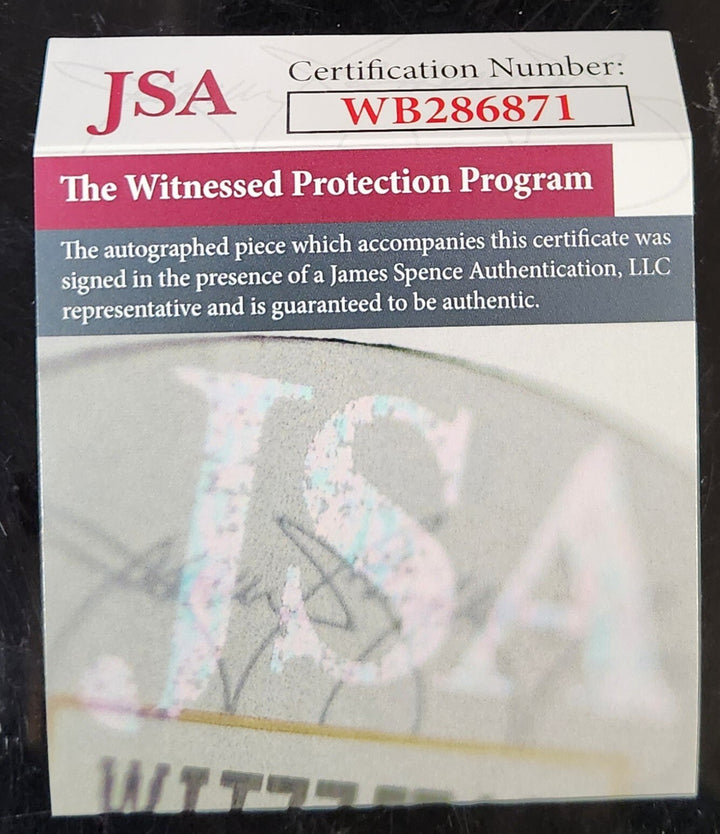 JSA
Certification Number:
WB286871
The Witnessed Protection Program
The autographed piece which accompanies this certificate was
signed in the presence of a James Spence Authentication, LLC
representative and is guaranteed to be authentic.
JSA